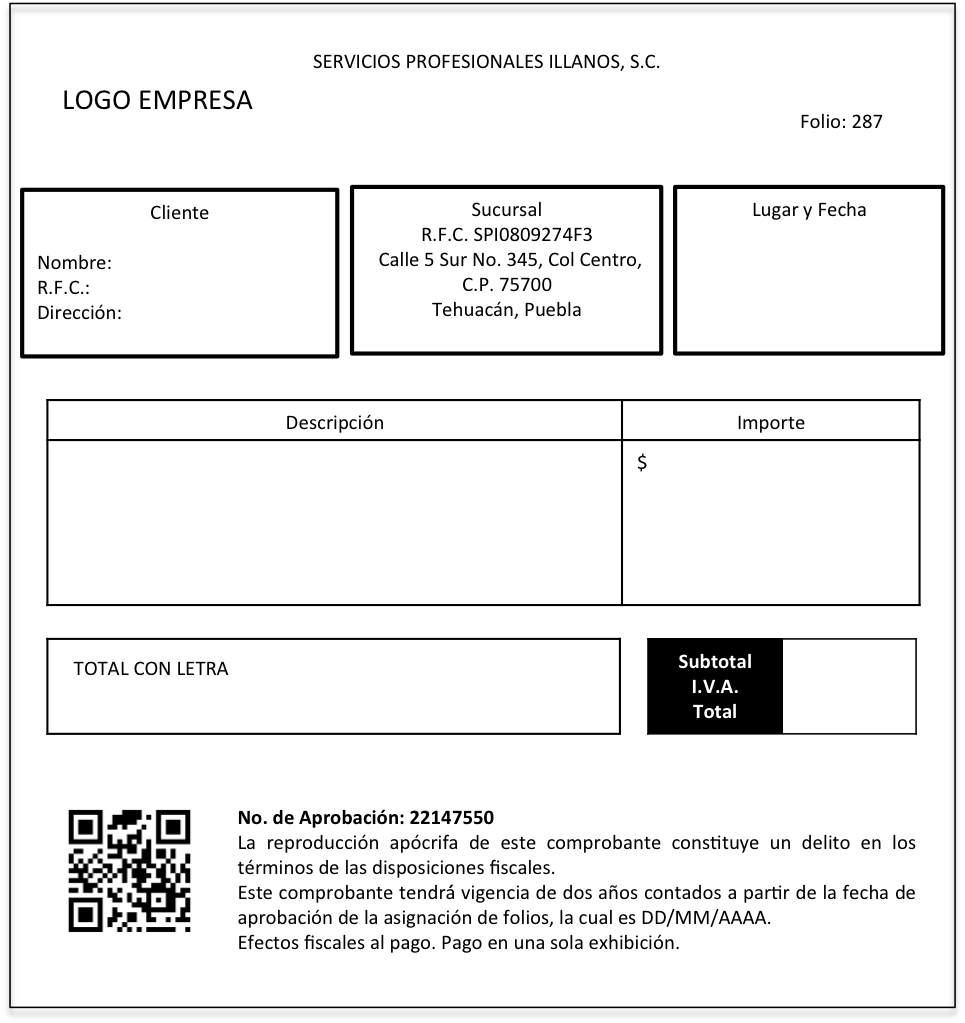 SERVICIOS PROFESIONALES ILLANOS, S.C.
LOGO EMPRESA
Folio: 287
Cliente
Nombre:
R.F.C.:
Dirección:
Sucursal
R.F.C. SPI0809274F3
Calle 5 Sur No. 345, Col Centro,
C.P. 75700
Tehuacán, Puebla
Lugar y Fecha
Descripción
Importe
$
TOTAL CON LETRA
Subtotal
I.V.A.
Total
No. de Aprobación: 22147550
La reproducción apócrifa de este comprobante constituye un delito en los
términos de las disposiciones fiscales.
Este comprobante tendrá vigencia de dos años contados a partir de la fecha de
aprobación de la asignación de folios, la cual es DD/MM/AAAA.
Efectos fiscales al pago. Pago en una sola exhibición.